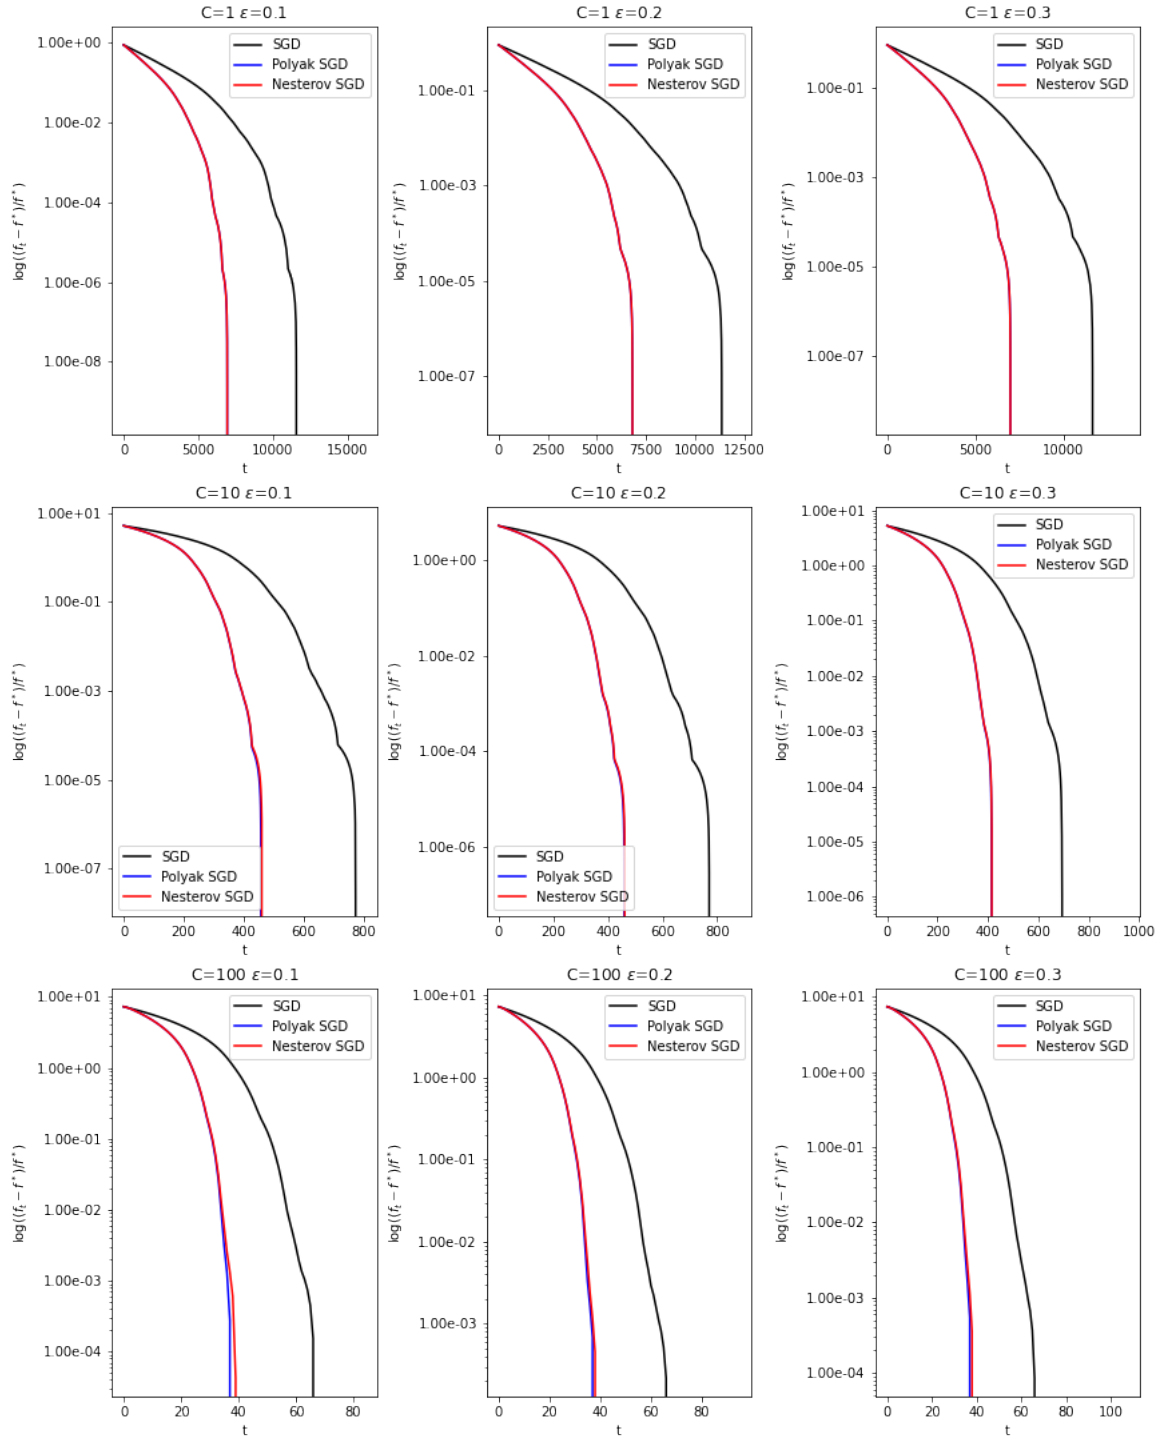 C=1 ε=0.1
1.00e+00
1.00e-02
1.00e-04
1.00e-06
1.00e-08
log((f_t − f*)/f*)
0 5000 10000 15000
t
SGD
Polyak SGD
Nesterov SGD
C=1 ε=0.2
1.00e-01
1.00e-03
1.00e-05
1.00e-07
log((f_t − f*)/f*)
0 2500 5000 7500 10000 12500
t
SGD
Polyak SGD
Nesterov SGD
C=1 ε=0.3
1.00e-01
1.00e-03
1.00e-05
1.00e-07
log((f_t − f*)/f*)
0 5000 10000
t
SGD
Polyak SGD
Nesterov SGD
C=10 ε=0.1
1.00e+01
1.00e-01
1.00e-03
1.00e-05
1.00e-07
log((f_t − f*)/f*)
0 200 400 600 800
t
SGD
Polyak SGD
Nesterov SGD
C=10 ε=0.2
1.00e+00
1.00e-02
1.00e-04
1.00e-06
log((f_t − f*)/f*)
0 200 400 600 800
t
SGD
Polyak SGD
Nesterov SGD
C=10 ε=0.3
1.00e+01
1.00e+00
1.00e-01
1.00e-02
1.00e-03
1.00e-04
1.00e-05
1.00e-06
log((f_t − f*)/f*)
0 200 400 600 800 1000
t
SGD
Polyak SGD
Nesterov SGD
C=100 ε=0.1
1.00e+01
1.00e+00
1.00e-01
1.00e-02
1.00e-03
1.00e-04
log((f_t − f*)/f*)
0 20 40 60 80
t
SGD
Polyak SGD
Nesterov SGD
C=100 ε=0.2
1.00e+01
1.00e+00
1.00e-01
1.00e-02
1.00e-03
log((f_t − f*)/f*)
0 20 40 60 80
t
SGD
Polyak SGD
Nesterov SGD
C=100 ε=0.3
1.00e+01
1.00e+00
1.00e-01
1.00e-02
1.00e-03
1.00e-04
log((f_t − f*)/f*)
0 20 40 60 80 100
t
SGD
Polyak SGD
Nesterov SGD